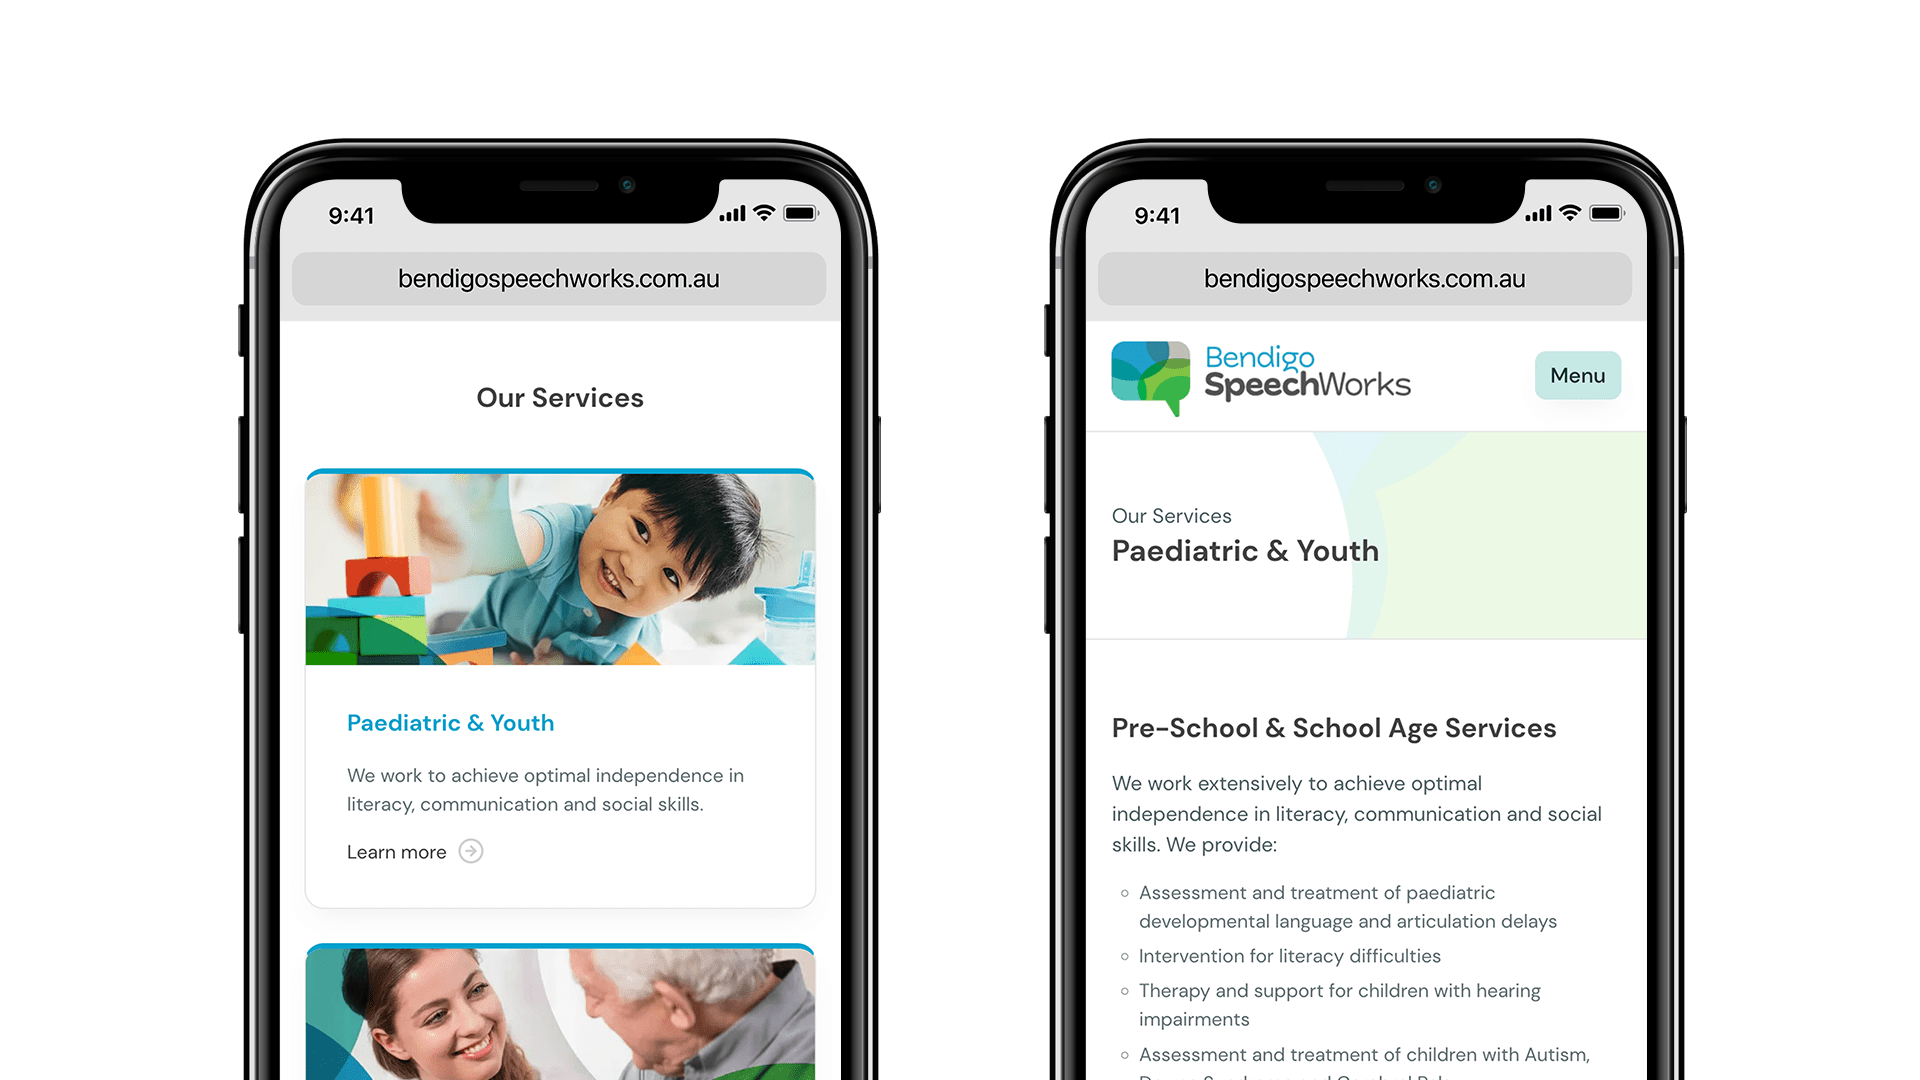 9:41
bendigospeechworks.com.au
Our Services
Paediatric & Youth
We work to achieve optimal independence in
literacy, communication and social skills.
Learn more
9:41
bendigospeechworks.com.au
Bendigo
SpeechWorks
Menu
Our Services
Paediatric & Youth
Pre-School & School Age Services
We work extensively to achieve optimal
independence in literacy, communication and social
skills. We provide:
Assessment and treatment of paediatric
developmental language and articulation delays
Intervention for literacy difficulties
Therapy and support for children with hearing
impairments
Assessment and treatment of children with Autism,